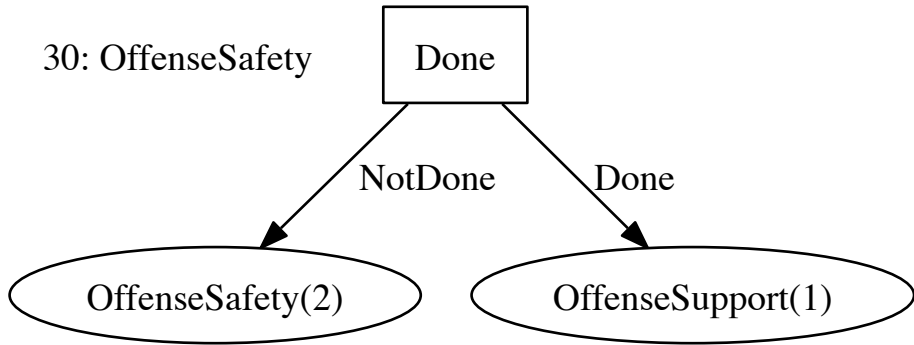 30: OffenseSafety
Done
NotDone
Done
OffenseSafety(2)
OffenseSupport(1)